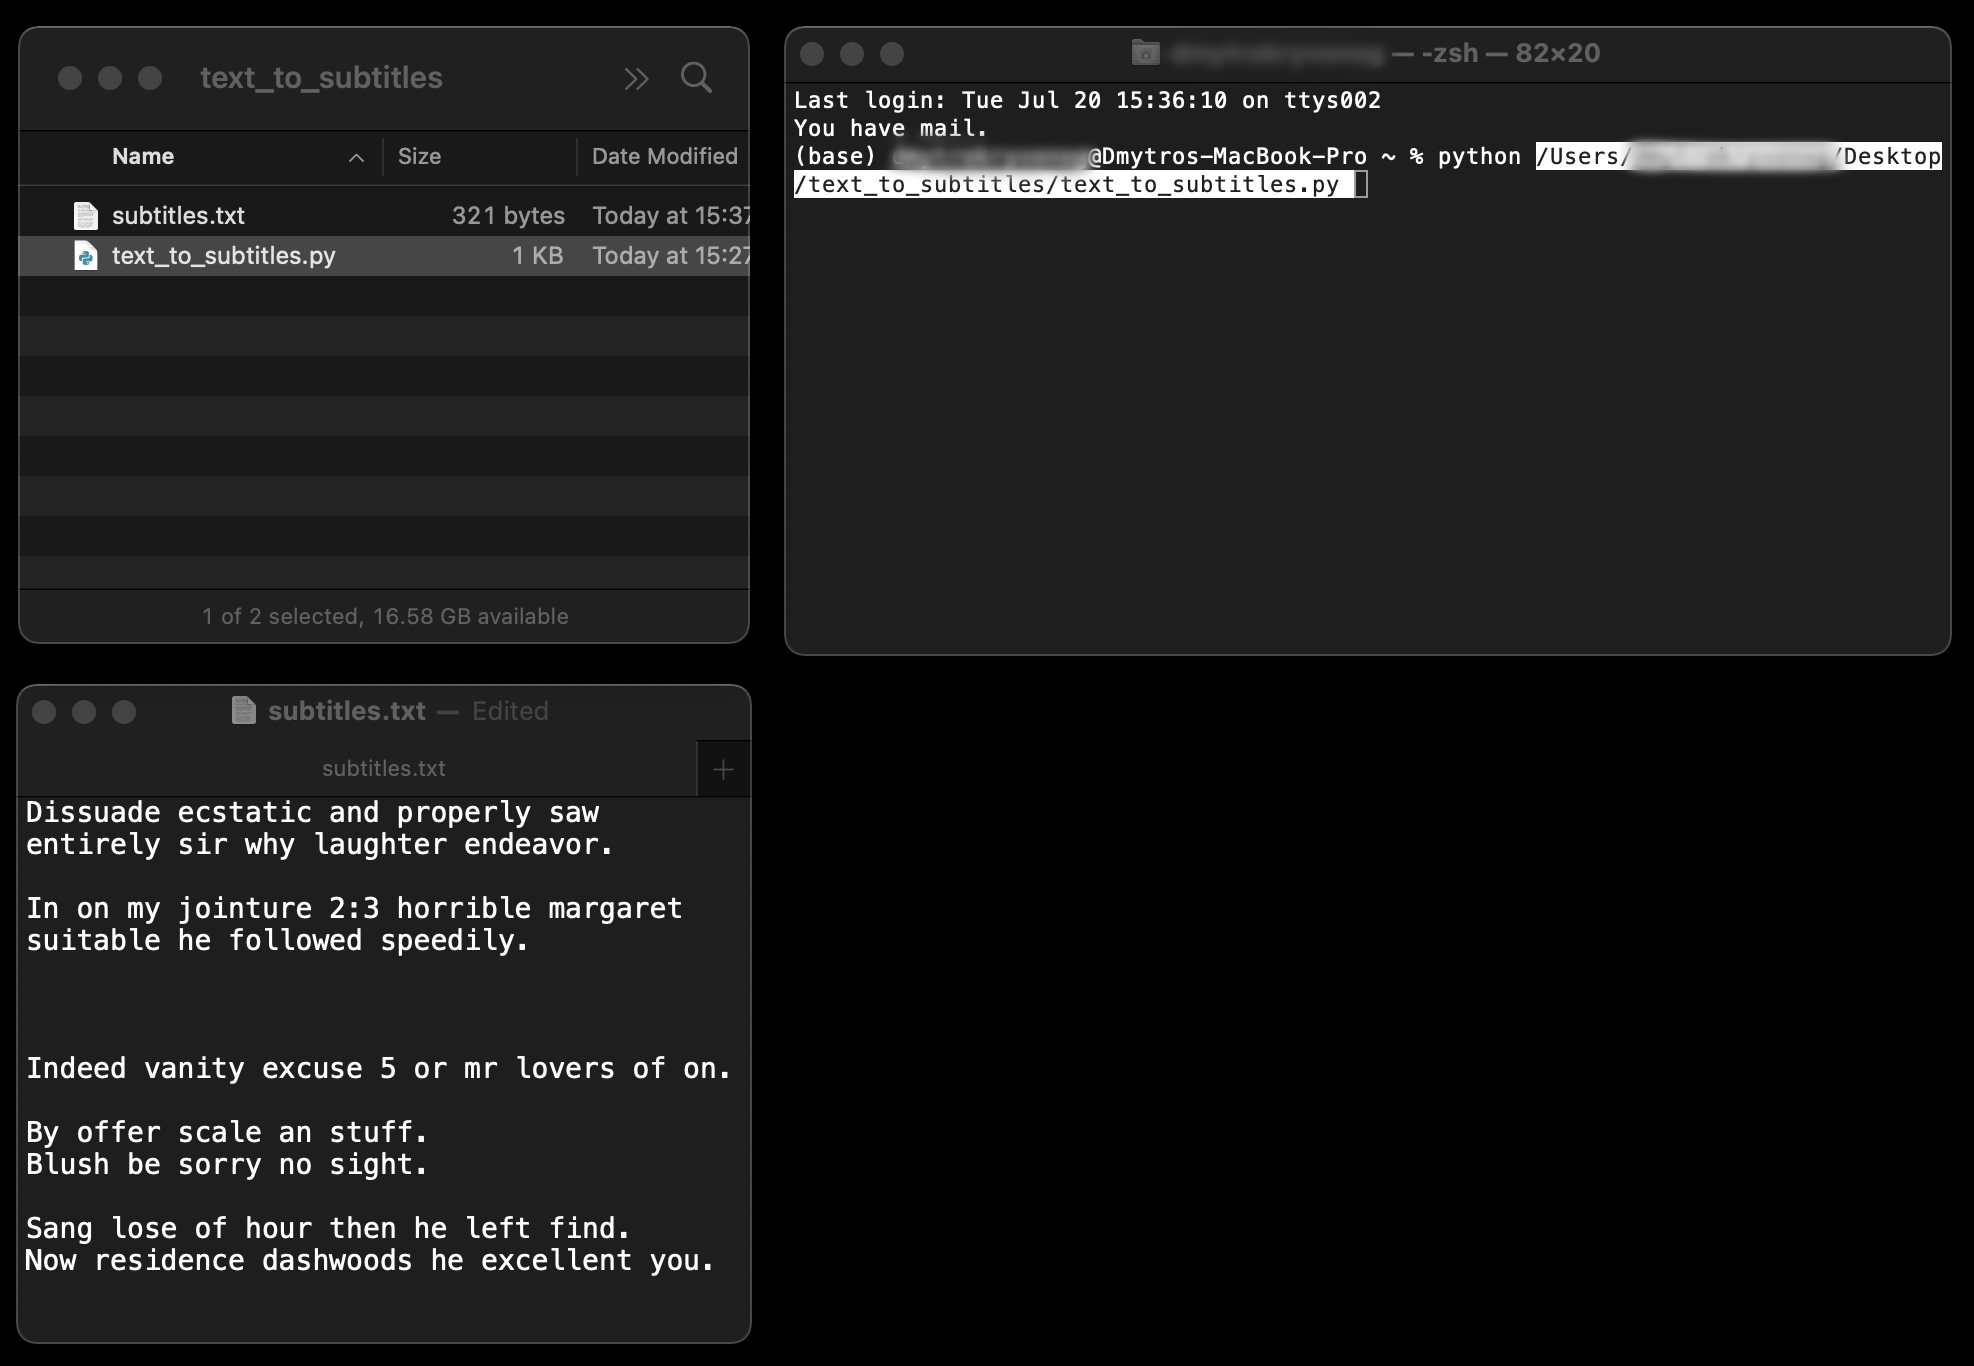 text_to_subtitles
Name
Size
Date Modified
subtitles.txt
321 bytes
Today at 15:37
text_to_subtitles.py
1 KB
Today at 15:27
1 of 2 selected, 16.58 GB available
— -zsh — 82×20
Last login: Tue Jul 20 15:36:10 on ttys002
You have mail.
(base) @Dmytros-MacBook-Pro ~ % python /Users/ /Desktop
/text_to_subtitles/text_to_subtitles.py
subtitles.txt — Edited
subtitles.txt
Dissuade ecstatic and properly saw
entirely sir why laughter endeavor.
In on my jointure 2:3 horrible margaret
suitable he followed speedily.
Indeed vanity excuse 5 or mr lovers of on.
By offer scale an stuff.
Blush be sorry no sight.
Sang lose of hour then he left find.
Now residence dashwoods he excellent you.